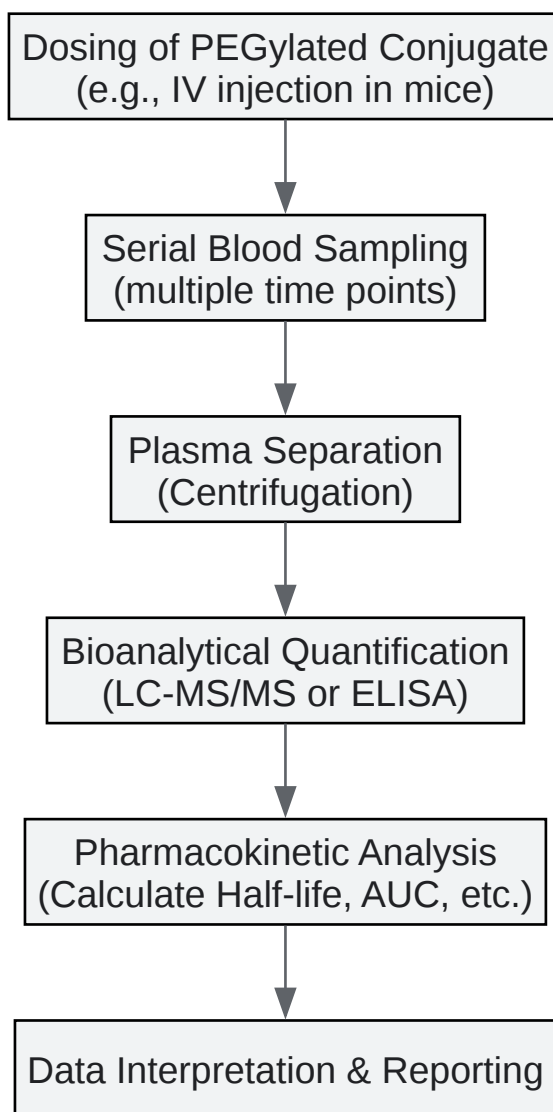 Dosing of PEGylated Conjugate
(e.g., IV injection in mice)
Serial Blood Sampling
(multiple time points)
Plasma Separation
(Centrifugation)
Bioanalytical Quantification
(LC-MS/MS or ELISA)
Pharmacokinetic Analysis
(Calculate Half-life, AUC, etc.)
Data Interpretation & Reporting